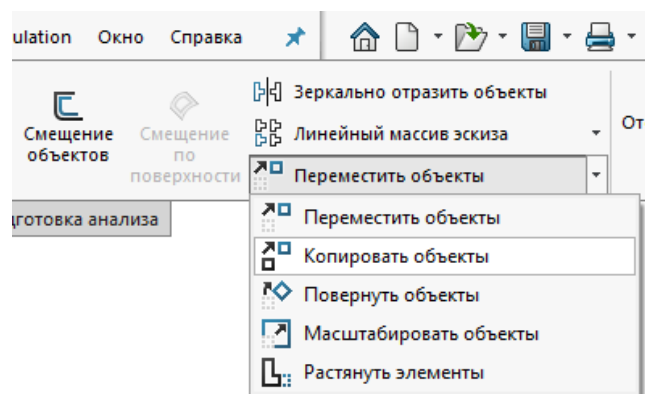 ulation Окно Справка
Зеркально отразить объекты
Смещение объектов
Смещение по поверхности
Линейный массив эскиза
От
Переместить объекты
дготовка анализа
Переместить объекты
Копировать объекты
Повернуть объекты
Масштабировать объекты
Растянуть элементы